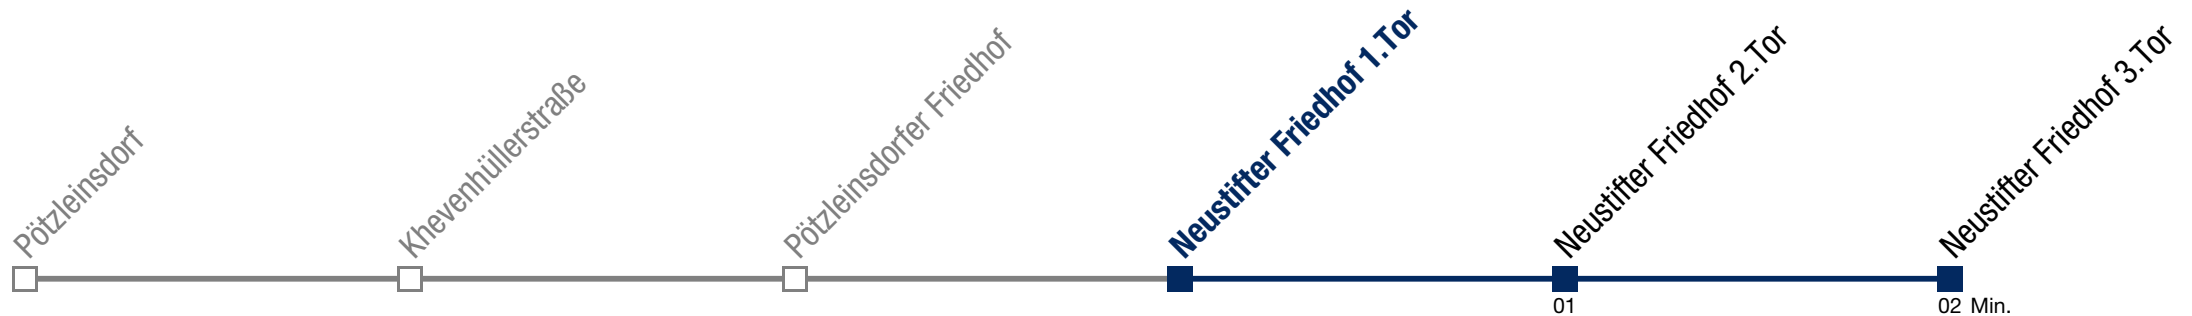 Pötzleinsdorf
Khevenhüllerstraße
Pötzleinsdorfer Friedhof
Neustifter Friedhof 1.Tor
Neustifter Friedhof 2.Tor
Neustifter Friedhof 3.Tor
01
02 Min.